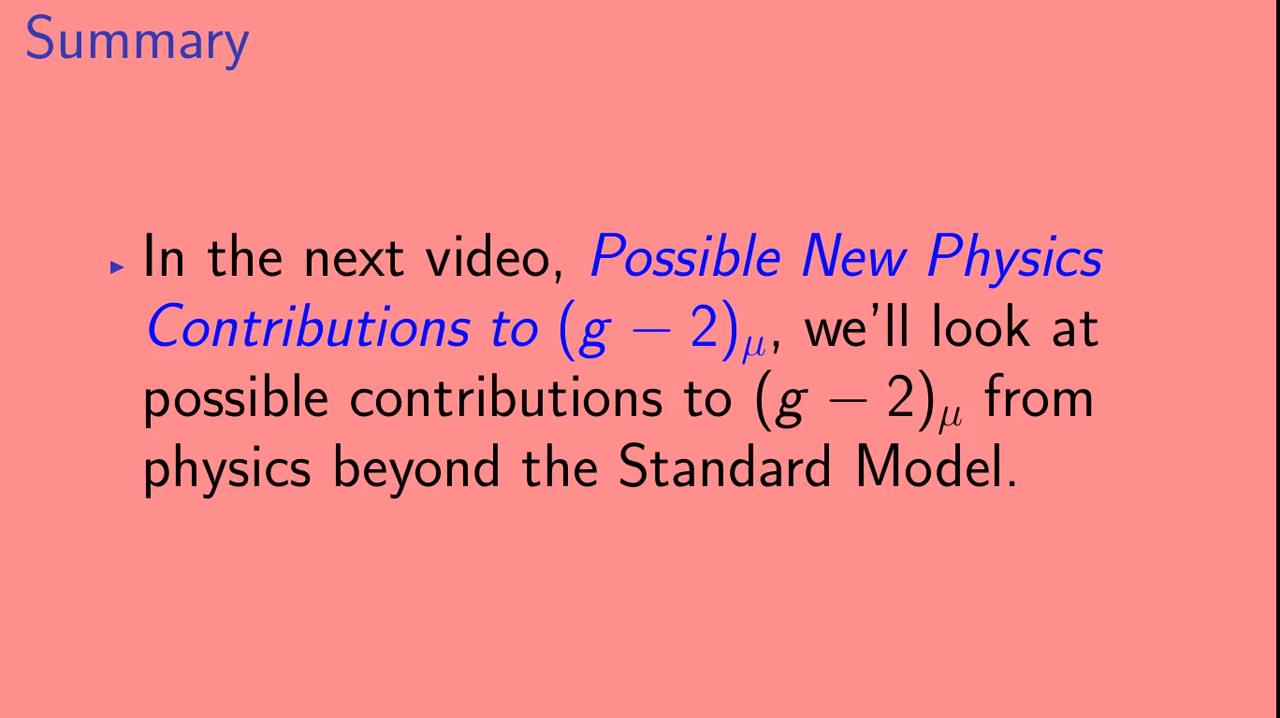 Summary
▸ In the next video, Possible New Physics
Contributions to (g − 2)μ, we'll look at
possible contributions to (g − 2)μ from
physics beyond the Standard Model.